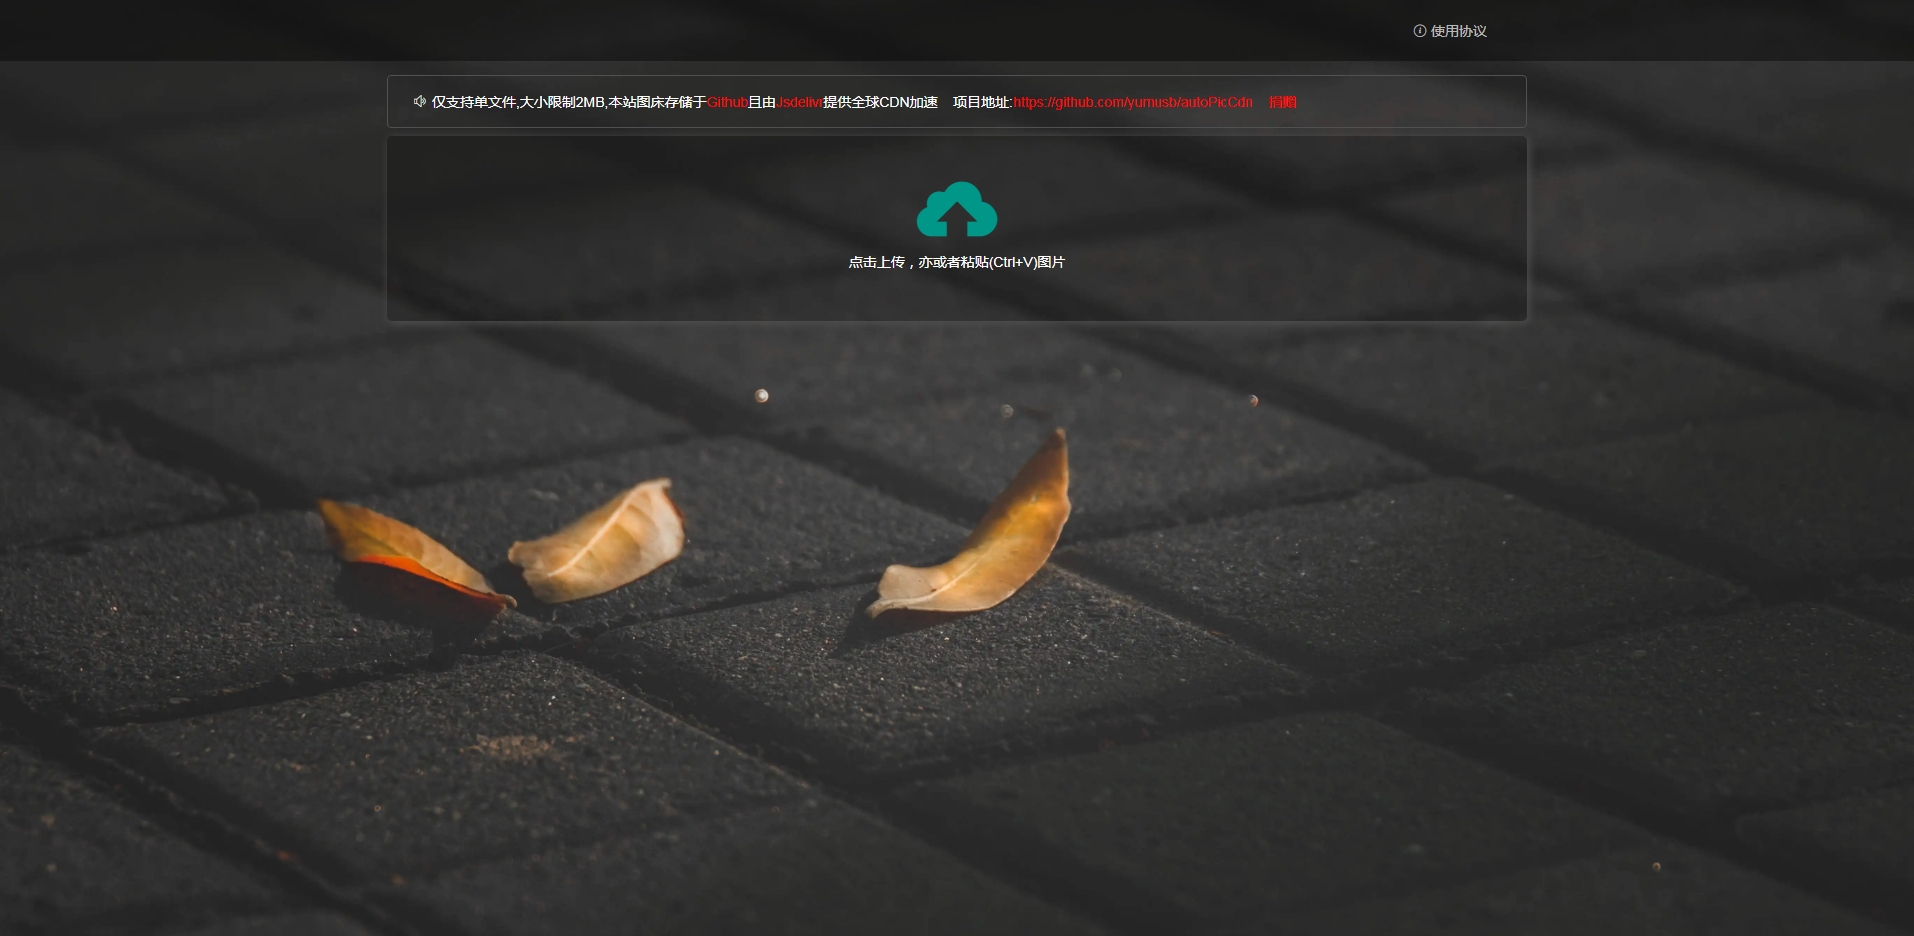 使用协议
仅支持单文件,大小限制2MB,本站图床存储于Github且由Jsdelivr提供全球CDN加速 项目地址:https://github.com/yumusb/autoPicCdn 捐赠
点击上传，亦或者粘贴(Ctrl+V)图片